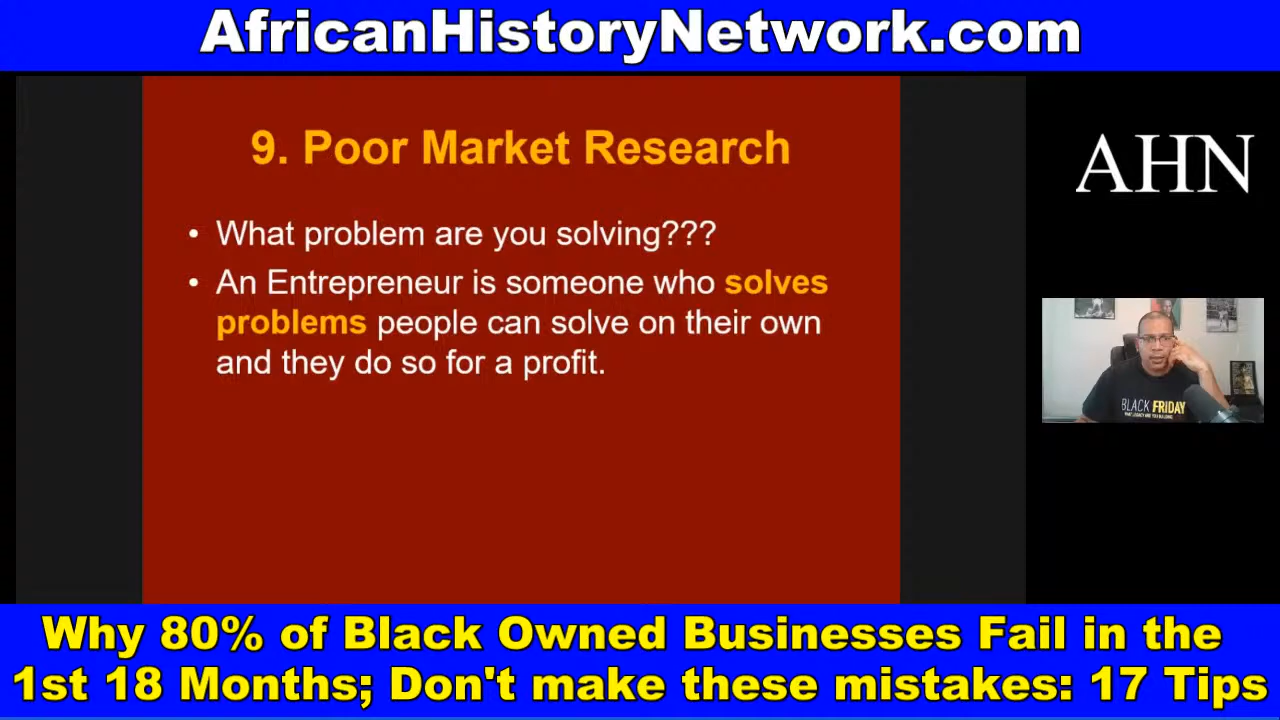 AfricanHistoryNetwork.com
9. Poor Market Research
• What problem are you solving???
• An Entrepreneur is someone who solves
problems people can solve on their own
and they do so for a profit.
AHN
BLACK FRIDAY
Why 80% of Black Owned Businesses Fail in the
1st 18 Months; Don't make these mistakes: 17 Tips